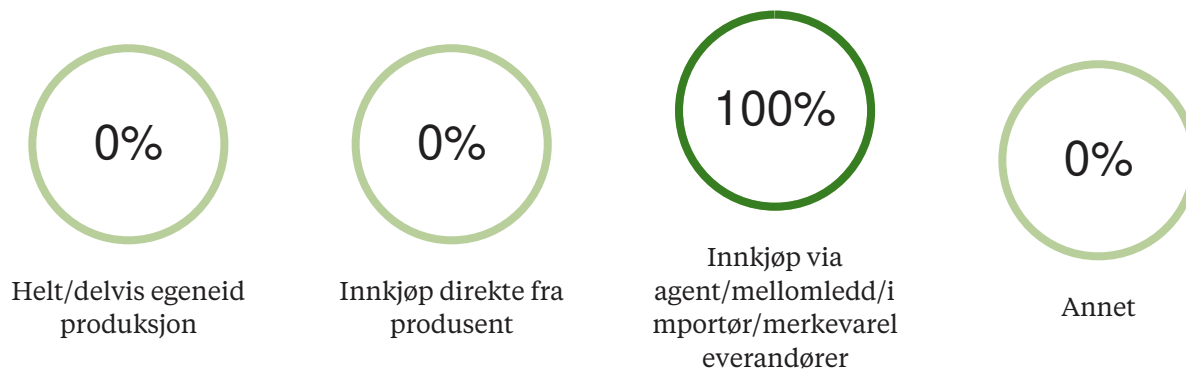 0%
Helt/delvis egeneid
produksjon
0%
Innkjøp direkte fra
produsent
100%
Innkjøp via
agent/mellomledd/i
mportør/merkevarel
everandører
0%
Annet